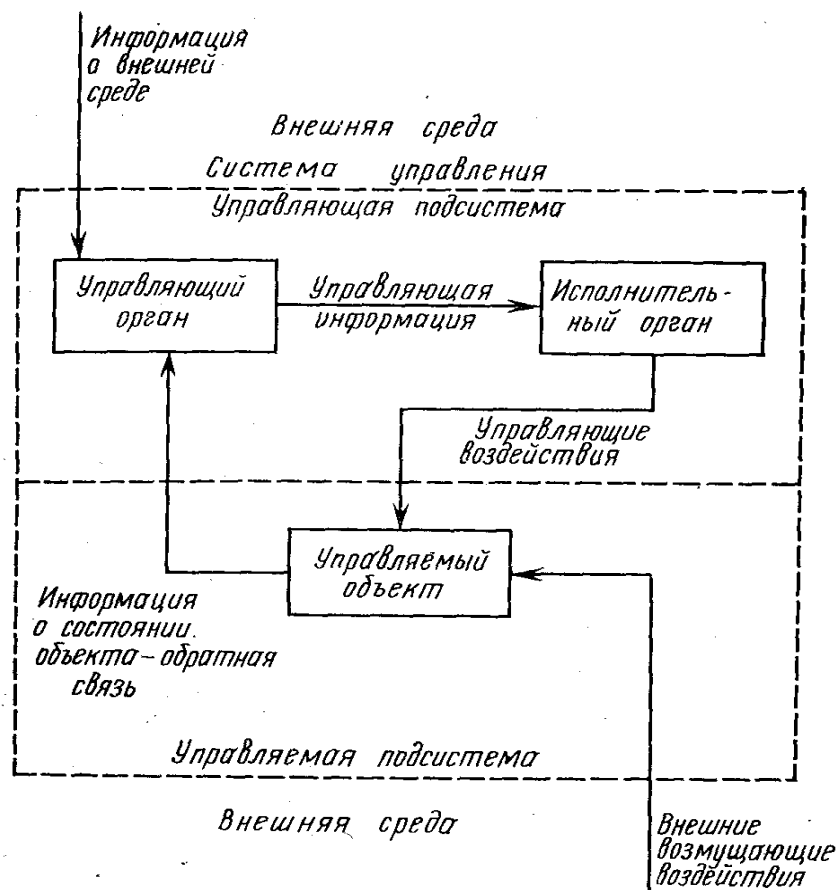 Информация
о внешней
среде
Внешняя среда
Система управления
Управляющая подсистема
Управляющий
орган
Управляющая
информация
Исполнитель-
ный орган
Управляющие
воздействия
Управляемый
объект
Информация
о состоянии
объекта-обратная
связь
Управляемая подсистема
Внешняя среда
Внешние
возмущающие
воздействия